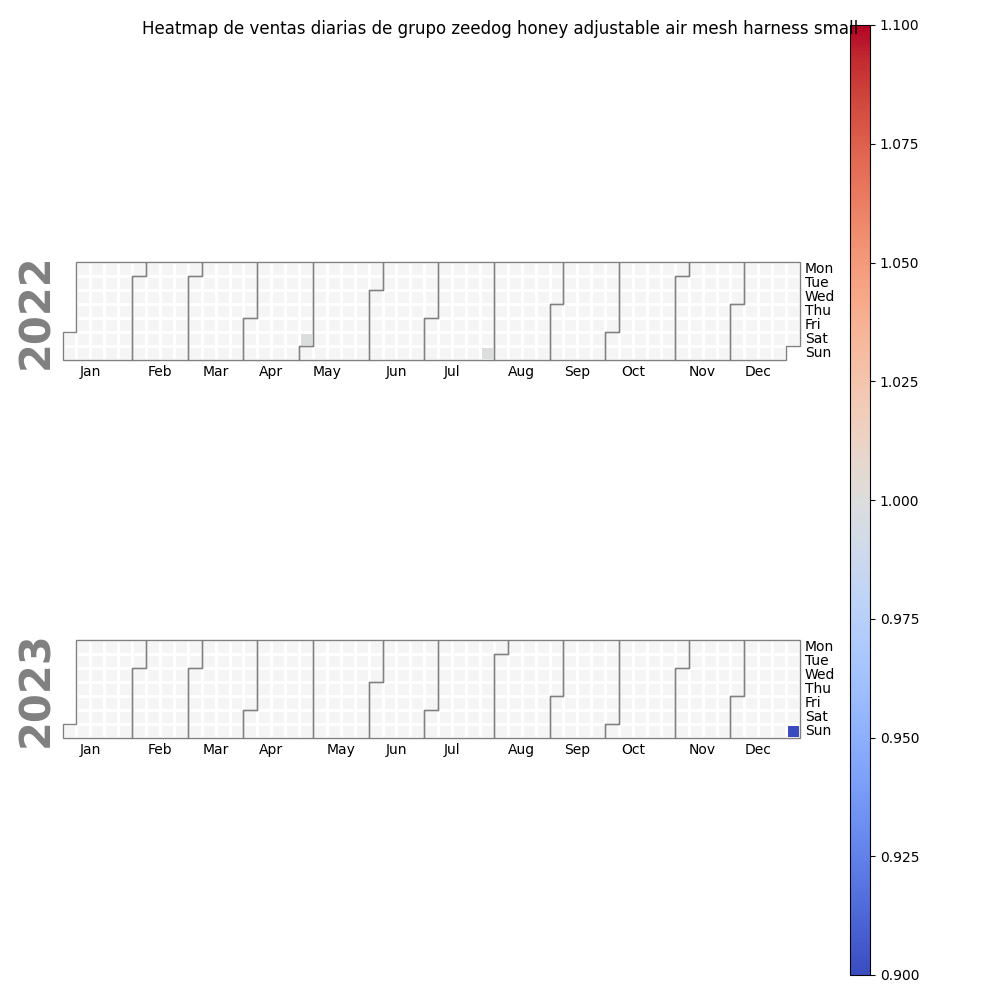 Heatmap de ventas diarias de grupo zeedog honey adjustable air mesh harness small
2022
Mon
Tue
Wed
Thu
Fri
Sat
Sun
Jan Feb Mar Apr May Jun Jul Aug Sep Oct Nov Dec
2023
Mon
Tue
Wed
Thu
Fri
Sat
Sun
Jan Feb Mar Apr May Jun Jul Aug Sep Oct Nov Dec
1.100
1.075
1.050
1.025
1.000
0.975
0.950
0.925
0.900